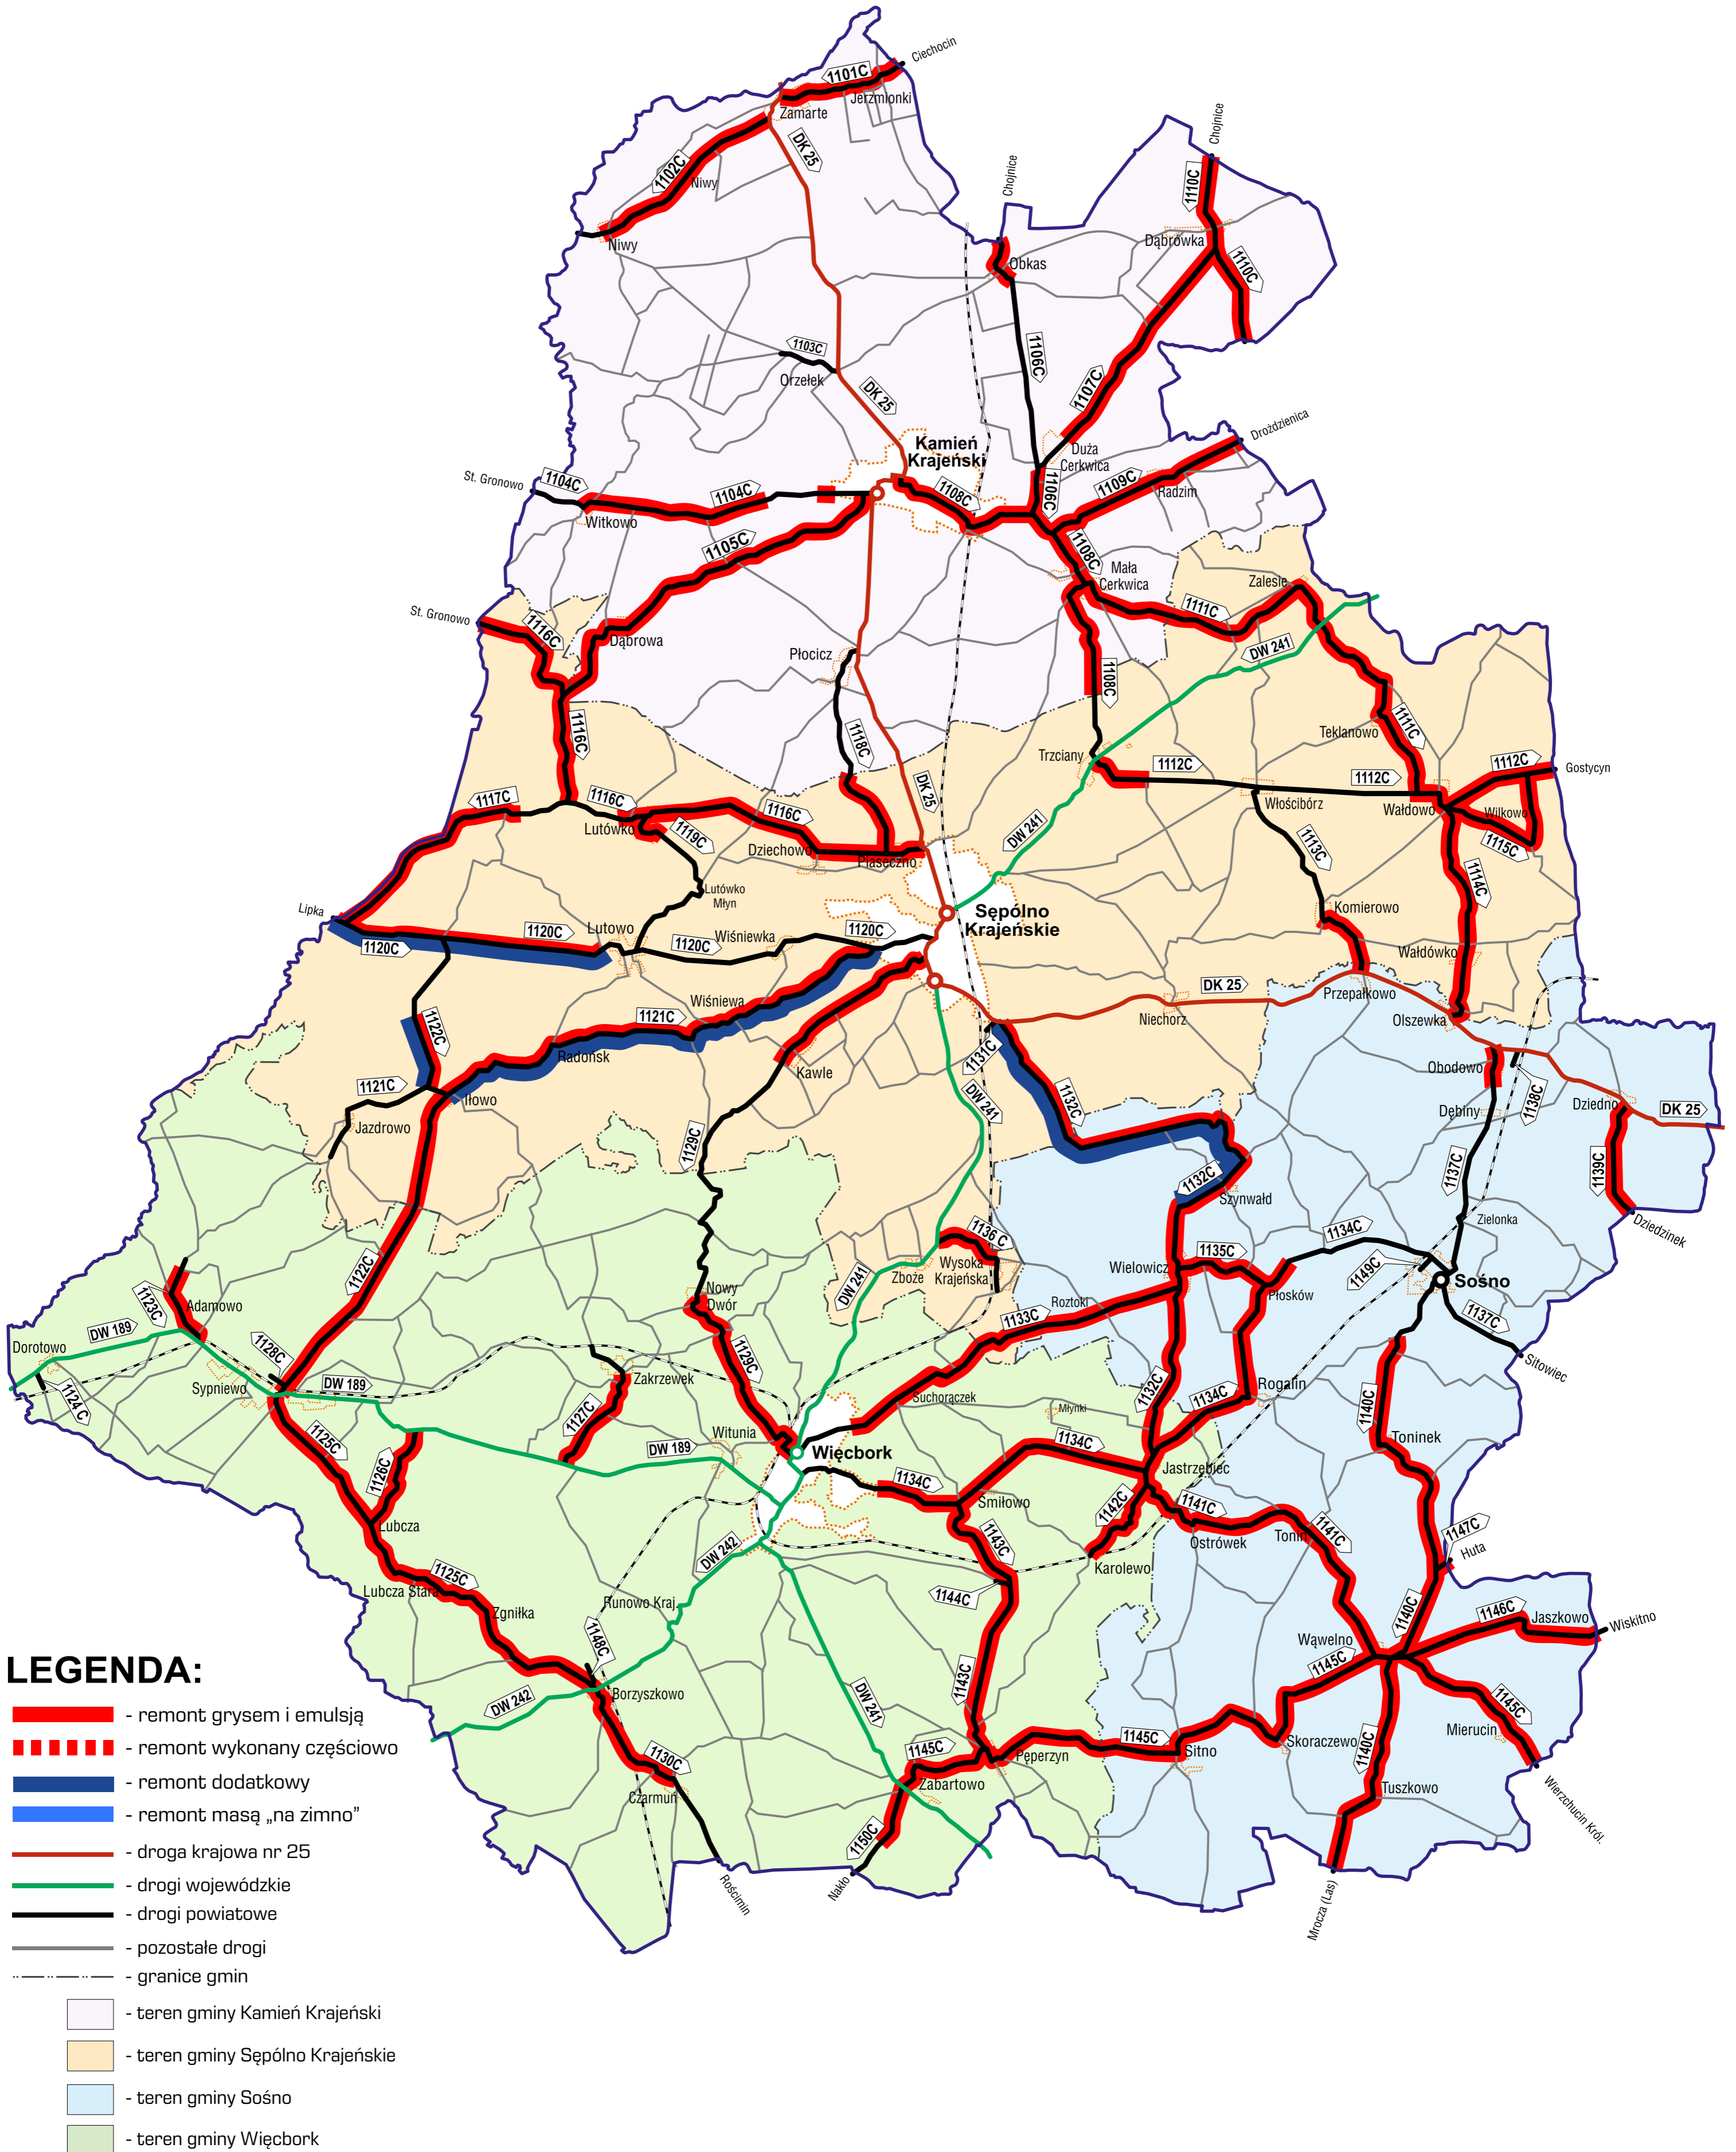 Ciechocin
1101C
Jerzmionki
Zamarte
DK 25
1102C
Niwy
Niwy
Chojnice
Chojnice
1110C
Dąbrówka
1110C
Obkas
1103C
Orzełek
1106C
DK 25
1107C
Kamień
Krajeński
Duża
Cerkwica
Drożdzienica
St. Gronowo
1104C
1104C
1108C
1106C
1109C
Radzim
Witkowo
1105C
1108C
Mała
Cerkwica
Zalesie
1111C
St. Gronowo
1116C
Dąbrowa
Płocicz
DW 241
1108C
1116C
1118C
Teklanowo
1111C
Trzciany
DK 25
1112C
1112C
1112C
Gostycyn
1117C
1116C
1116C
Włościbórz
Wałdowo
Wilkowo
Lutówko
1119C
Dziechowo
Piaseczno
DW 241
1113C
1115C
1114C
Lutówko
Młyn
Lipka
Sępólno
Krajeńskie
Komierowo
1120C
1120C
Lutowo
1120C
Wiśniewka
1120C
Wałdówko
DK 25
Przepałkowo
Wiśniewa
1121C
Niechorz
Olszewka
1122C
Radońsk
Kawle
1131C
Obodowo
1121C
Iłowo
DW 241
1132C
1138C
Dziedno
DK 25
Jazdrowo
Dębiny
1129C
1137C
1139C
1132C
Szynwałd
Zielonka
Dziedzinek
1136 C
1134C
1122C
Zboże
Wysoka
Krajeńska
Wielowicz
1135C
1149C
Sośno
1123C
Adamowo
Nowy
Dwór
DW 241
Roztoki
1133C
Płosków
1137C
DW 189
Dorotowo
1128C
1129C
Sitowiec
Sypniewo
DW 189
Zakrzewek
1124 C
Suchorączek
1132C
1134C
Rogalin
1127C
Młynki
1140C
1125C
1126C
Witunia
DW 189
Więcbork
1134C
Toninek
Jastrzębiec
1134C
Śmiłowo
1142C
1141C
Lubcza
Ostrówek
Tonin
1141C
1147C
Huta
DW 242
1143C
Karolewo
1125C
Lubcza Stara
1144C
Zgniłka
Runowo Kraj.
1140C
1146C
Jaszkowo
Wiskitno
1148C
Wąwelno
1145C
1143C
Borzyszkowo
DW 242
DW 241
1145C
Mierucin
1145C
Skoraczewo
1130C
1145C
Pęperzyn
Sitno
1140C
Zabartowo
Tuszkowo
Czarmuń
Wierzchucin Król.
1150C
Nakło
Rościmin
Mrocza (Las)
LEGENDA:
- remont grysem i emulsją
- remont wykonany częściowo
- remont dodatkowy
- remont masą „na zimno”
- droga krajowa nr 25
- drogi wojewódzkie
- drogi powiatowe
- pozostałe drogi
- granice gmin
- teren gminy Kamień Krajeński
- teren gminy Sępólno Krajeńskie
- teren gminy Sośno
- teren gminy Więcbork